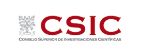 CSIC
CONSEJO SUPERIOR DE INVESTIGACIONES CIENTÍFICAS